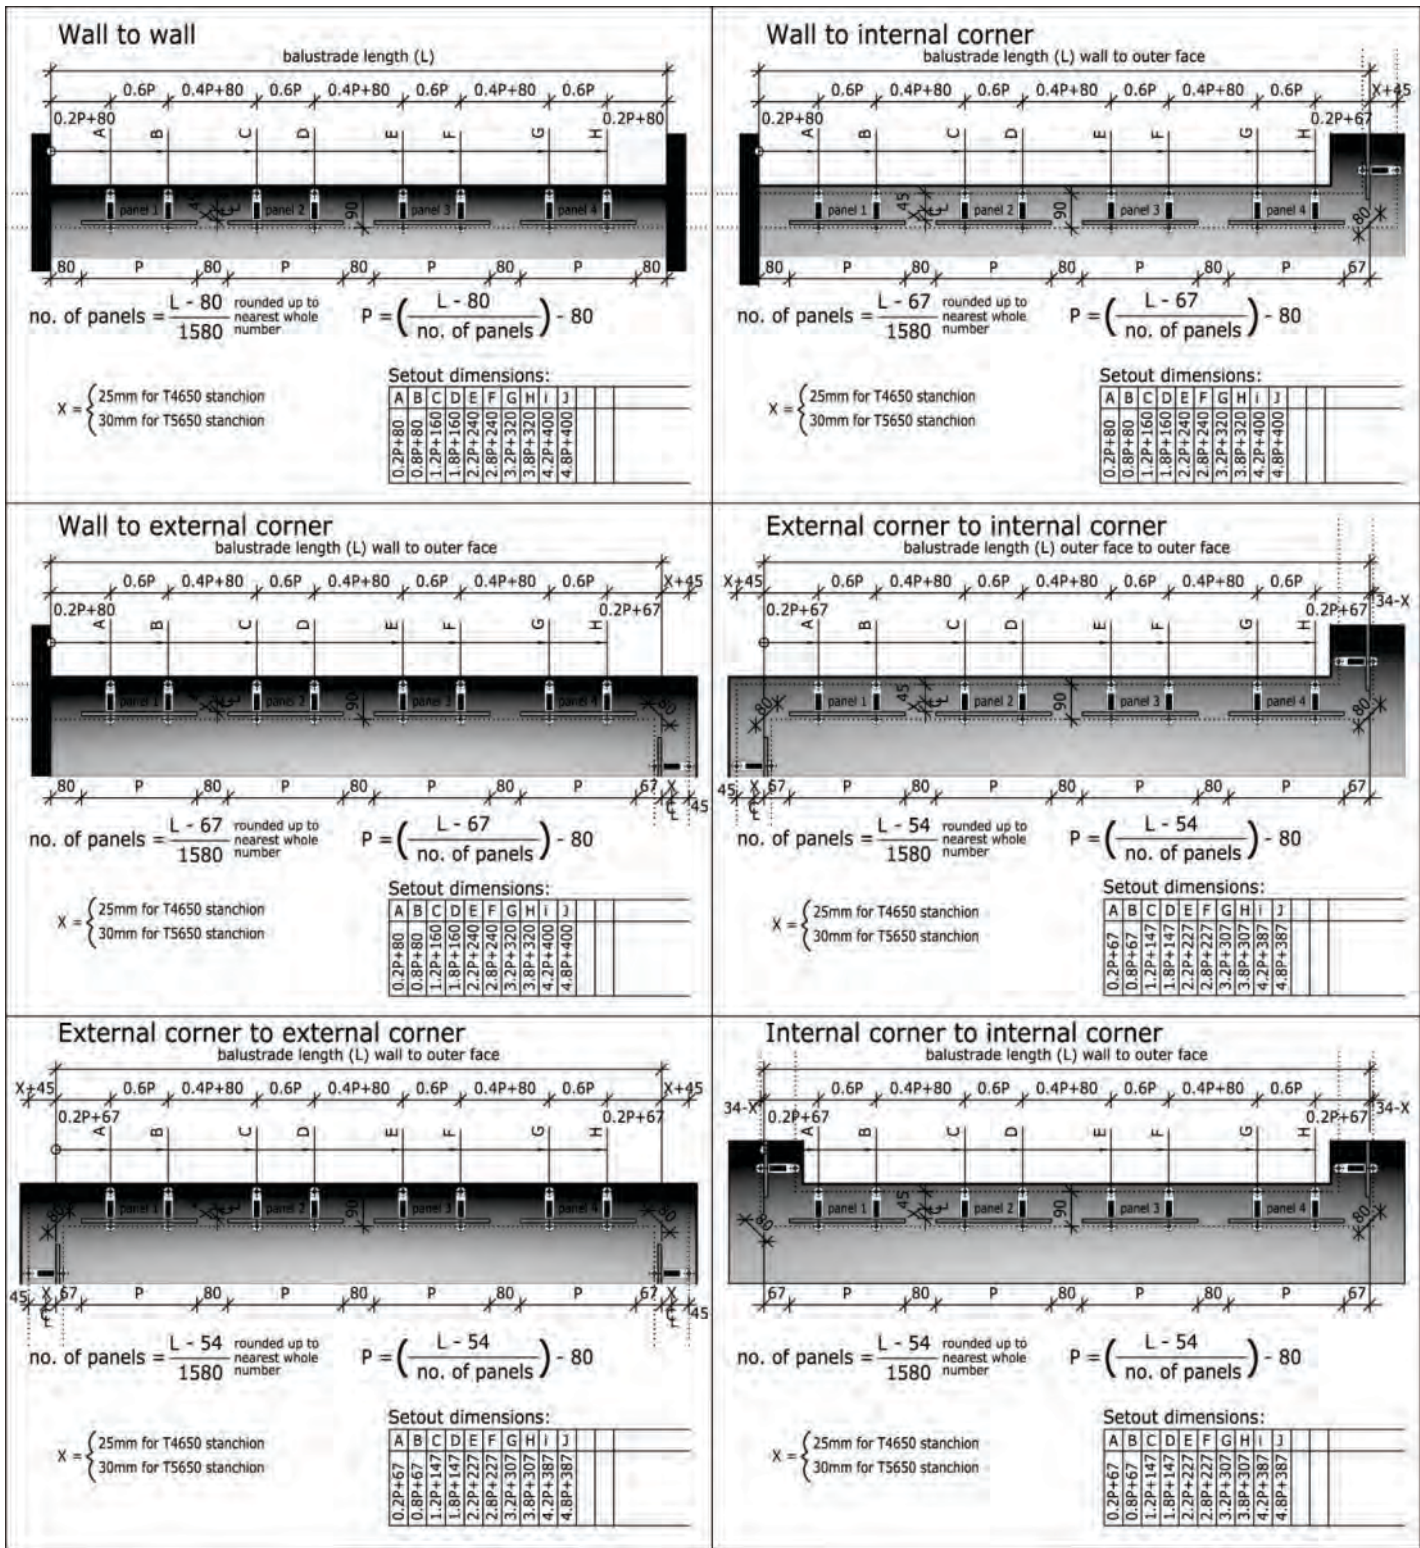 Wall to wall
balustrade length (L)
0.6P 0.4P+80 0.6P 0.4P+80 0.6P 0.4P+80 0.6P
0.2P+80 0.2P+80
A B C D E F G H
panel 1 panel 2 panel 3 panel 4
45 X 90
80 P 80 P 80 P 80 P 80
no. of panels = L - 80 / 1580 rounded up to nearest whole number
P = ( L - 80 / no. of panels ) - 80
X = { 25mm for T4650 stanchion
30mm for T5650 stanchion
Setout dimensions:
A B C D E F G H i J
0.2P+80 0.8P+80 1.2P+160 1.8P+160 2.2P+240 2.8P+240 3.2P+320 3.8P+320 4.2P+400 4.8P+400
Wall to internal corner
balustrade length (L) wall to outer face
0.6P 0.4P+80 0.6P 0.4P+80 0.6P 0.4P+80 0.6P X+45
0.2P+80 0.2P+67
A B C D E F G H
panel 1 panel 2 panel 3 panel 4
45 X 90 80
80 P 80 P 80 P 80 P 67
no. of panels = L - 67 / 1580 rounded up to nearest whole number
P = ( L - 67 / no. of panels ) - 80
X = { 25mm for T4650 stanchion
30mm for T5650 stanchion
Setout dimensions:
A B C D E F G H i J
0.2P+80 0.8P+80 1.2P+160 1.8P+160 2.2P+240 2.8P+240 3.2P+320 3.8P+320 4.2P+400 4.8P+400
Wall to external corner
balustrade length (L) wall to outer face
0.6P 0.4P+80 0.6P 0.4P+80 0.6P 0.4P+80 0.6P X+45
0.2P+80 0.2P+67
A B C D E F G H
panel 1 panel 2 panel 3 panel 4
45 X 90 80
80 P 80 P 80 P 80 P 67 X 45
no. of panels = L - 67 / 1580 rounded up to nearest whole number
P = ( L - 67 / no. of panels ) - 80
X = { 25mm for T4650 stanchion
30mm for T5650 stanchion
Setout dimensions:
A B C D E F G H i J
0.2P+80 0.8P+80 1.2P+160 1.8P+160 2.2P+240 2.8P+240 3.2P+320 3.8P+320 4.2P+400 4.8P+400
External corner to internal corner
balustrade length (L) outer face to outer face
X+45 0.6P 0.4P+80 0.6P 0.4P+80 0.6P 0.4P+80 0.6P
0.2P+67 0.2P+67 34-X
A B C D E F G H
panel 1 panel 2 panel 3 panel 4
80 45 X 90 80
45 X 67 P 80 P 80 P 80 P 67
no. of panels = L - 54 / 1580 rounded up to nearest whole number
P = ( L - 54 / no. of panels ) - 80
X = { 25mm for T4650 stanchion
30mm for T5650 stanchion
Setout dimensions:
A B C D E F G H i J
0.2P+67 0.8P+67 1.2P+147 1.8P+147 2.2P+227 2.8P+227 3.2P+307 3.8P+307 4.2P+387 4.8P+387
External corner to external corner
balustrade length (L) wall to outer face
X+45 0.6P 0.4P+80 0.6P 0.4P+80 0.6P 0.4P+80 0.6P X+45
0.2P+67 0.2P+67
A B C D E F G H
panel 1 panel 2 panel 3 panel 4
80 90 80
45 X 67 P 80 P 80 P 80 P 67 X 45
no. of panels = L - 54 / 1580 rounded up to nearest whole number
P = ( L - 54 / no. of panels ) - 80
X = { 25mm for T4650 stanchion
30mm for T5650 stanchion
Setout dimensions:
A B C D E F G H i J
0.2P+67 0.8P+67 1.2P+147 1.8P+147 2.2P+227 2.8P+227 3.2P+307 3.8P+307 4.2P+387 4.8P+387
Internal corner to internal corner
balustrade length (L) wall to outer face
0.6P 0.4P+80 0.6P 0.4P+80 0.6P 0.4P+80 0.6P
34-X 0.2P+67 0.2P+67 34-X
A B C D E F G H
panel 1 panel 2 panel 3 panel 4
80 45 X 90 80
67 P 80 P 80 P 80 P 67
no. of panels = L - 54 / 1580 rounded up to nearest whole number
P = ( L - 54 / no. of panels ) - 80
X = { 25mm for T4650 stanchion
30mm for T5650 stanchion
Setout dimensions:
A B C D E F G H i J
0.2P+67 0.8P+67 1.2P+147 1.8P+147 2.2P+227 2.8P+227 3.2P+307 3.8P+307 4.2P+387 4.8P+387